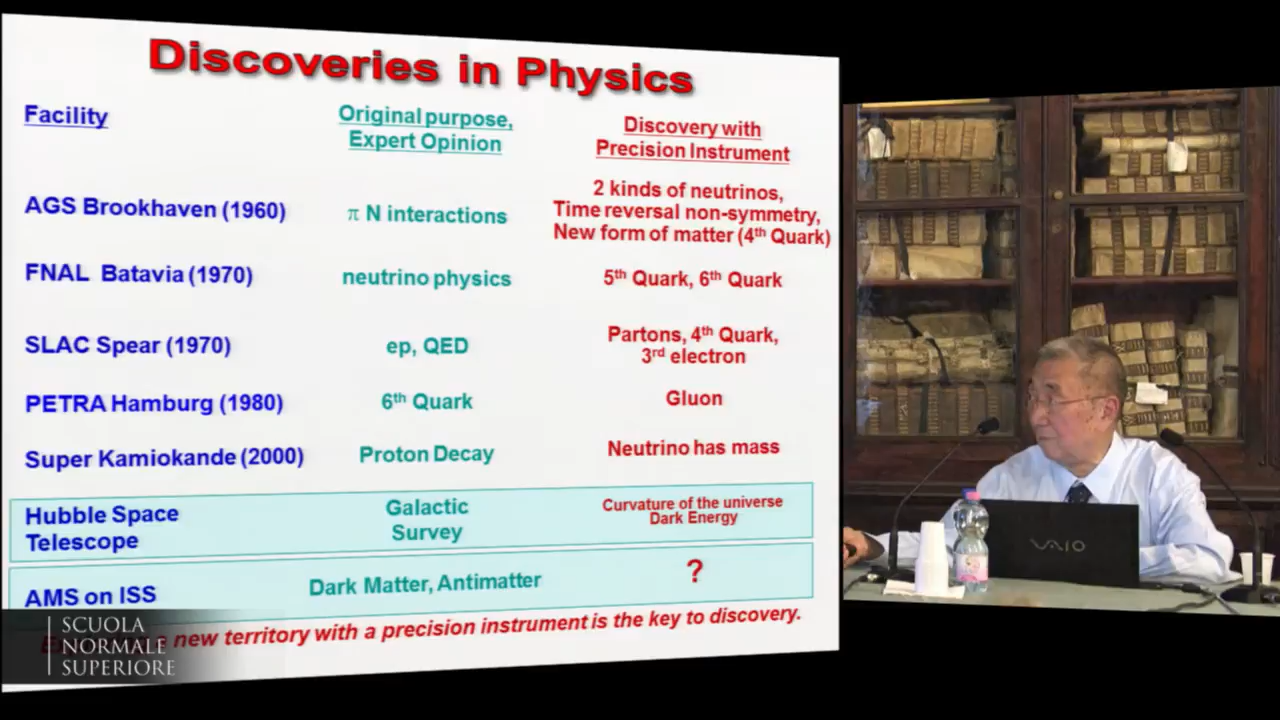 Discoveries in Physics
Facility
Original purpose,
Expert Opinion
Discovery with
Precision Instrument
AGS Brookhaven (1960)
π N interactions
2 kinds of neutrinos,
Time reversal non-symmetry,
New form of matter (4th Quark)
FNAL Batavia (1970)
neutrino physics
5th Quark, 6th Quark
SLAC Spear (1970)
ep, QED
Partons, 4th Quark,
3rd electron
PETRA Hamburg (1980)
6th Quark
Gluon
Super Kamiokande (2000)
Proton Decay
Neutrino has mass
Hubble Space
Telescope
Galactic
Survey
Curvature of the universe
Dark Energy
AMS on ISS
Dark Matter, Antimatter
?
new territory with a precision instrument is the key to discovery.
SCUOLA
NORMALE
SUPERIORE
VAIO